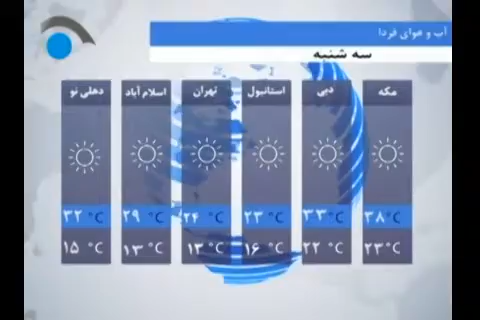 آب و هوای فردا
سه شنبه
مکه دبی استانبول تهران اسلام آباد دهلی نو
۳۸ °C ۳۳ °C ۲۳ °C ۲۴ °C ۲۹ °C ۳۲ °C
۲۳ °C ۲۲ °C ۱۶ °C ۱۳ °C ۱۳ °C ۱۵ °C